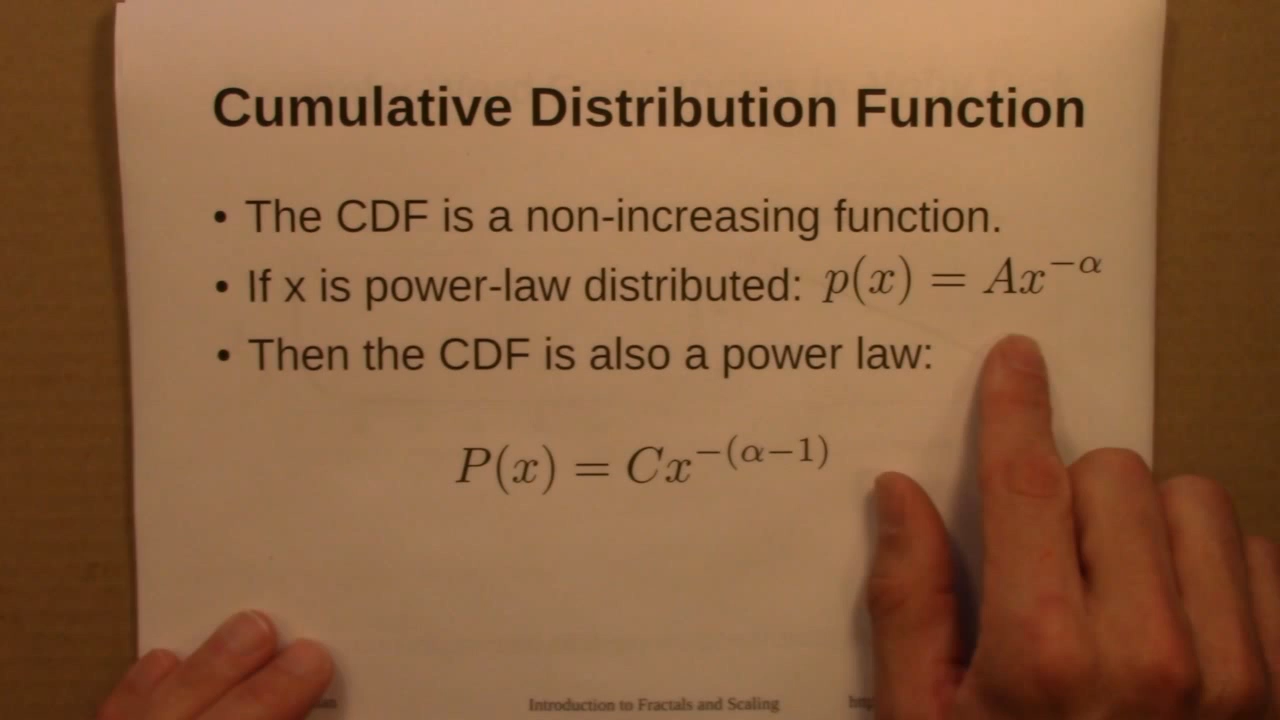 Cumulative Distribution Function
• The CDF is a non-increasing function.
• If x is power-law distributed: p(x) = Ax^{-α}
• Then the CDF is also a power law:
P(x) = Cx^{-(α-1)}
Introduction to Fractals and Scaling